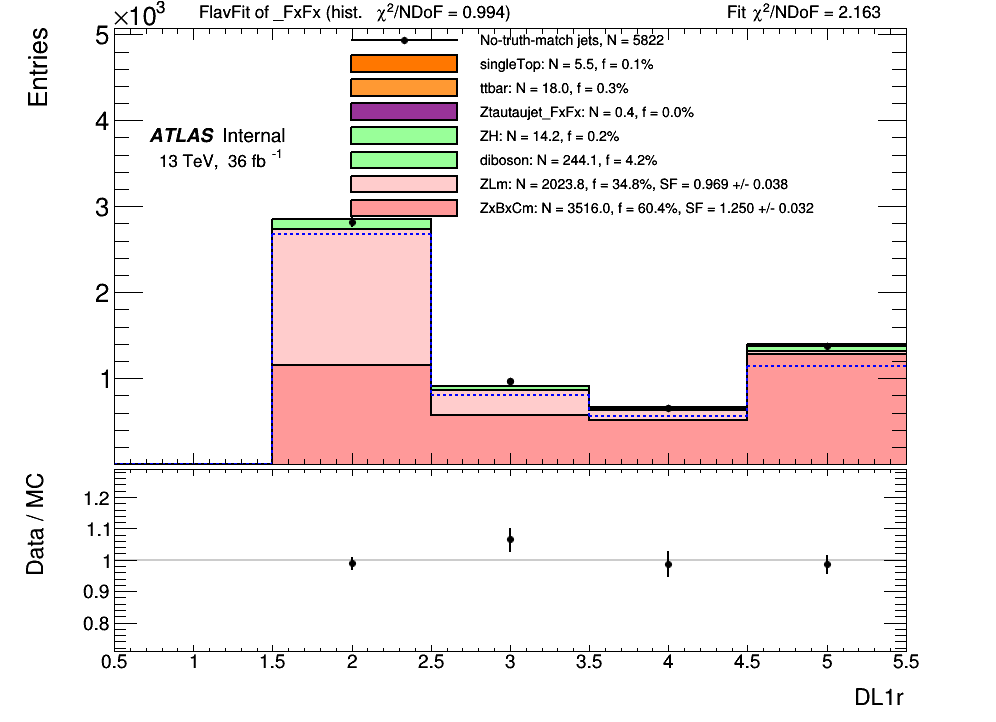 ×10³ FlavFit of _FxFx (hist. χ²/NDoF = 0.994) Fit χ²/NDoF = 2.163
Entries
5
4
3
2
1
No-truth-match jets, N = 5822
singleTop: N = 5.5, f = 0.1%
ttbar: N = 18.0, f = 0.3%
Ztautaujet_FxFx: N = 0.4, f = 0.0%
ZH: N = 14.2, f = 0.2%
diboson: N = 244.1, f = 4.2%
ZLm: N = 2023.8, f = 34.8%, SF = 0.969 +/- 0.038
ZxBxCm: N = 3516.0, f = 60.4%, SF = 1.250 +/- 0.032
ATLAS Internal
13 TeV, 36 fb⁻¹
Data / MC
1.2
1.1
1
0.9
0.8
0.5 1 1.5 2 2.5 3 3.5 4 4.5 5 5.5
DL1r